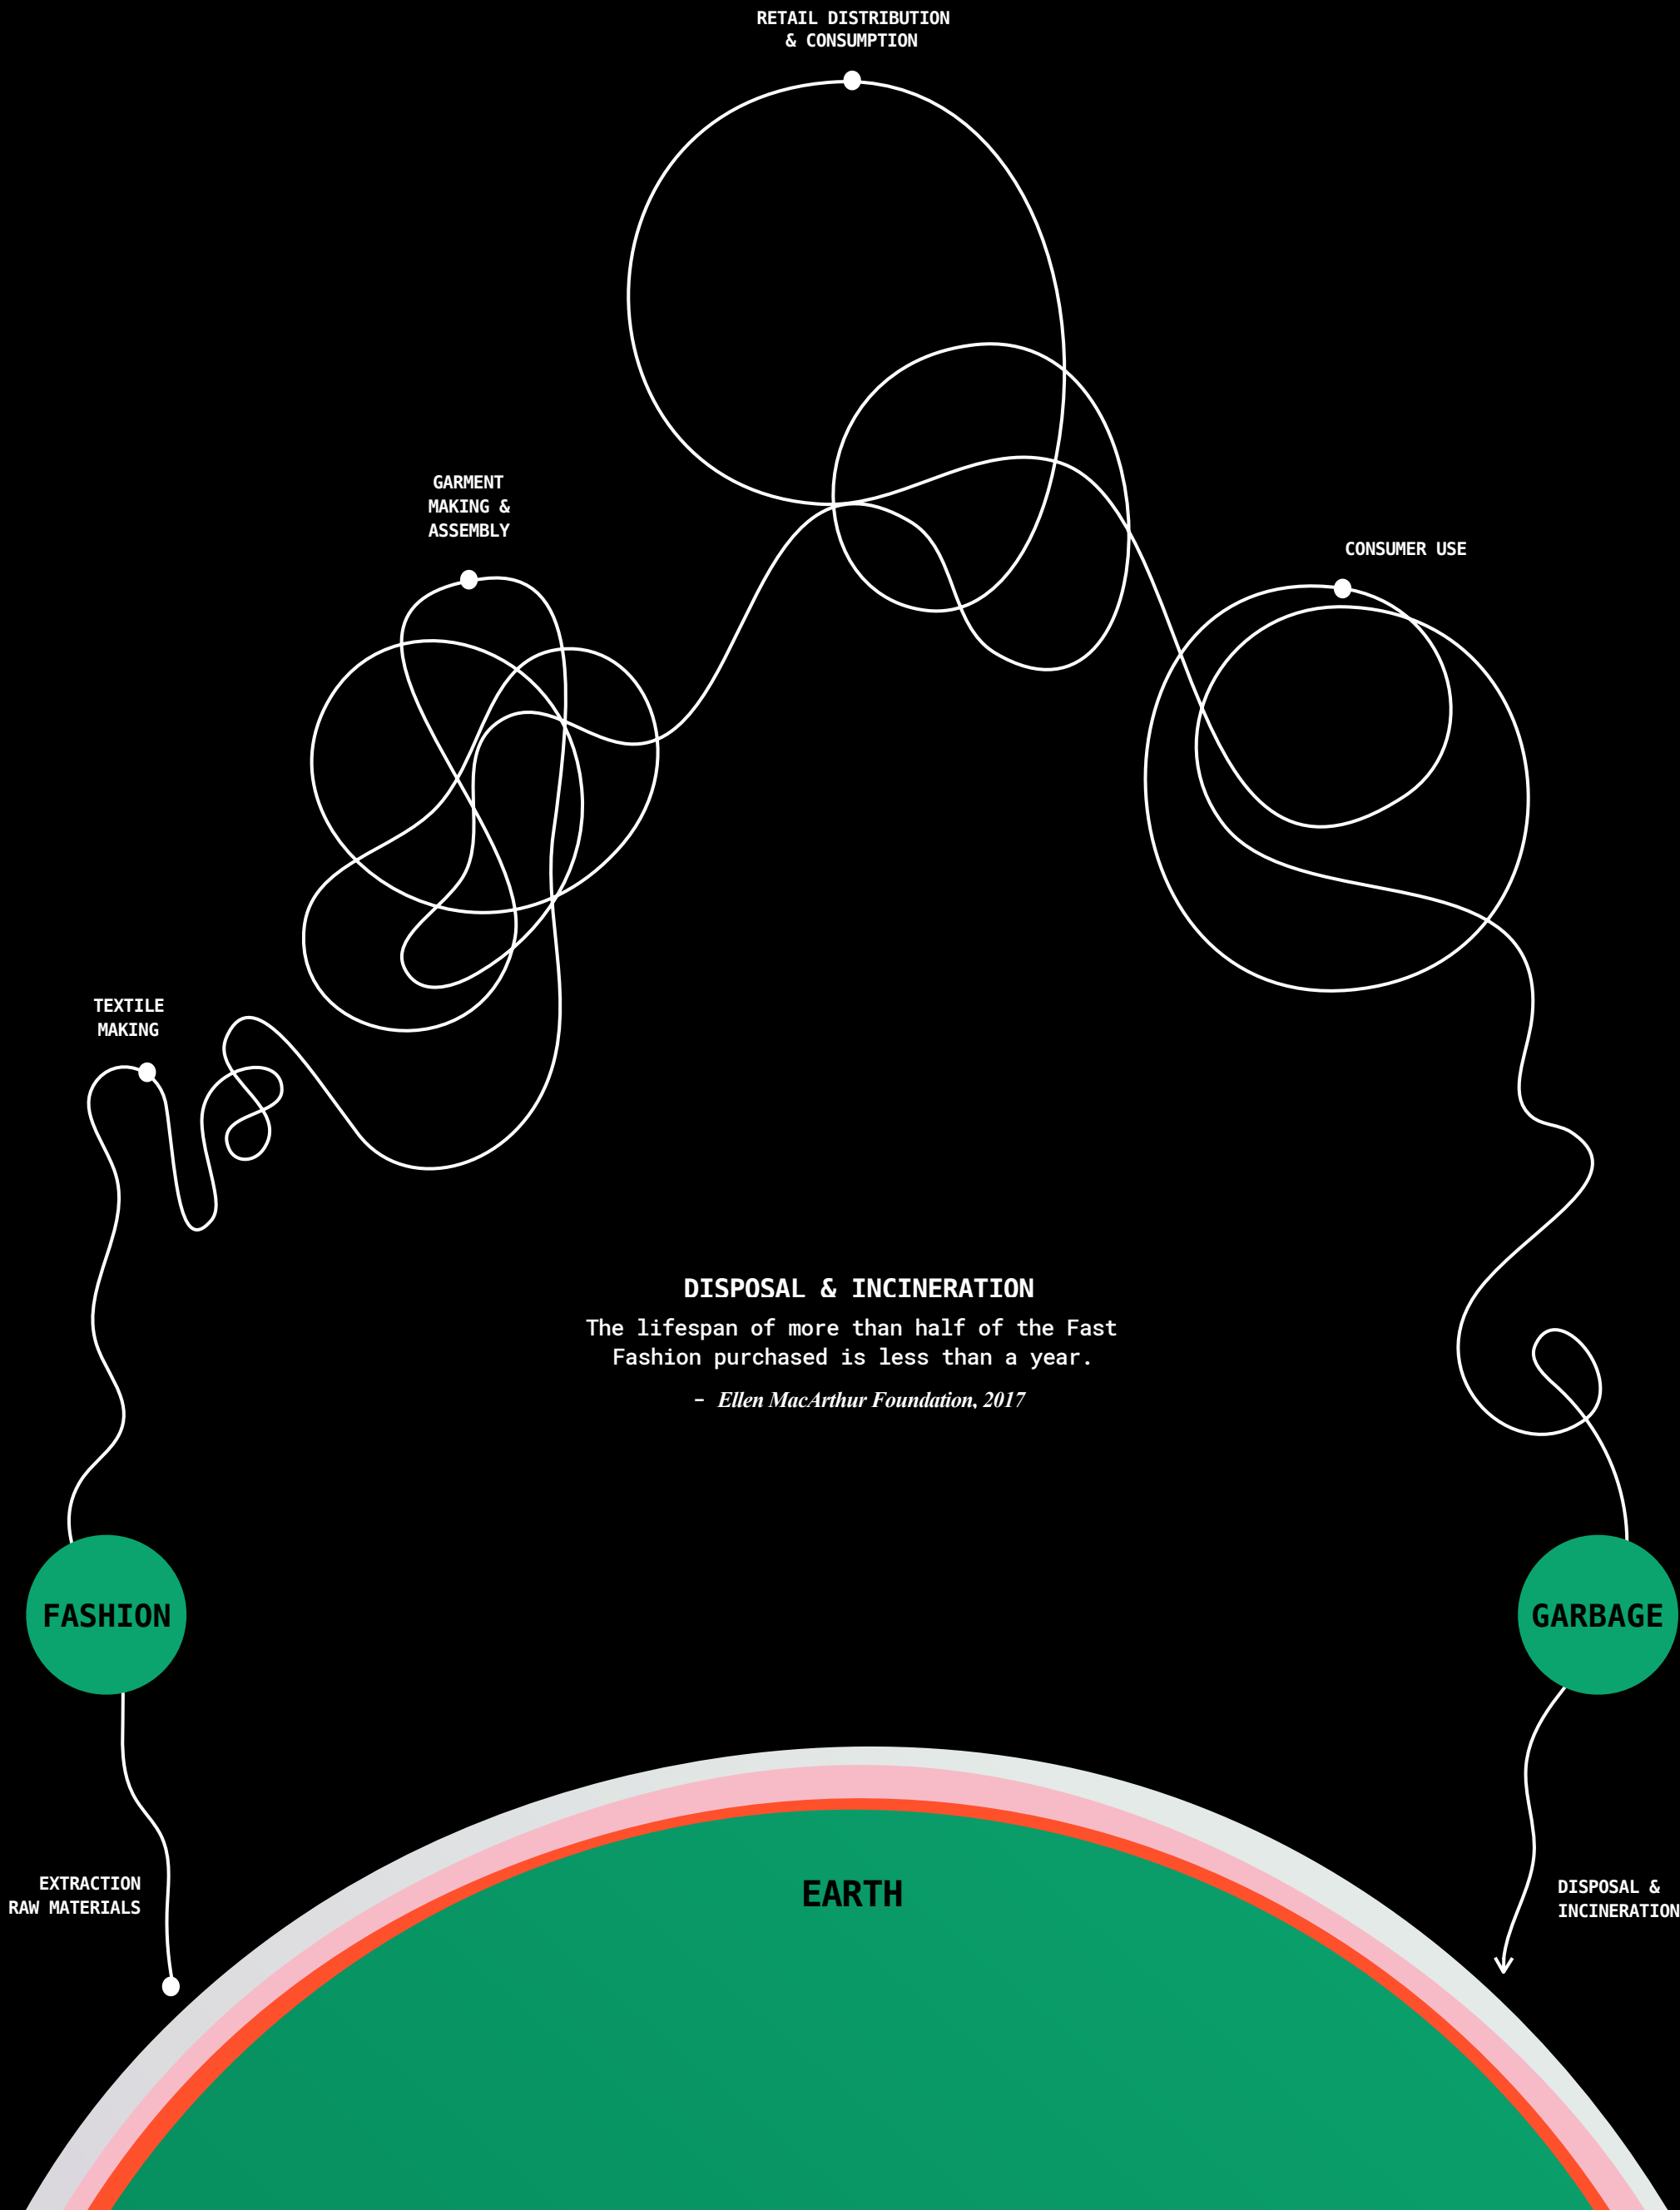 RETAIL DISTRIBUTION
& CONSUMPTION
GARMENT
MAKING &
ASSEMBLY
CONSUMER USE
TEXTILE
MAKING
DISPOSAL & INCINERATION
The lifespan of more than half of the Fast
Fashion purchased is less than a year.
– Ellen MacArthur Foundation, 2017
FASHION
GARBAGE
EXTRACTION
RAW MATERIALS
EARTH
DISPOSAL &
INCINERATION